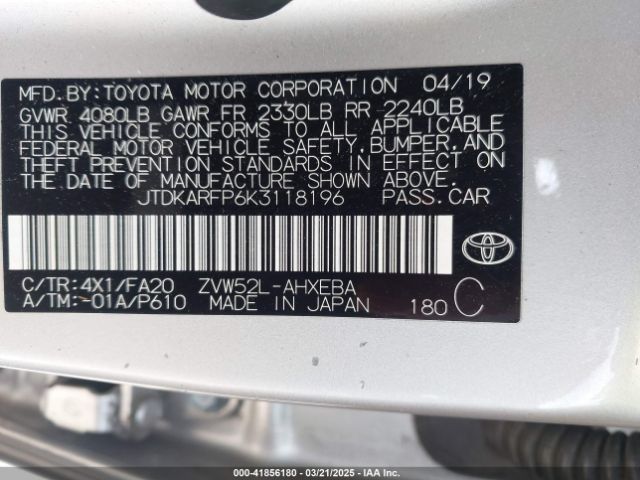 MFD.BY:TOYOTA MOTOR CORPORATION 04/19
GVWR 4080LB GAWR FR 2330LB RR 2240LB
THIS VEHICLE CONFORMS TO ALL APPLICABLE
FEDERAL MOTOR VEHICLE SAFETY,BUMPER,AND
THEFT PREVENTION STANDARDS IN EFFECT ON
THE DATE OF MANUFACTURE SHOWN ABOVE.
JTDKARFP6K3118196 PASS.CAR
C/TR:4X1/FA20 ZVW52L-AHXEBA
A/TM:-01A/P610 MADE IN JAPAN 180 C
000-41856180 | 03/21/2025 - IAA Inc.